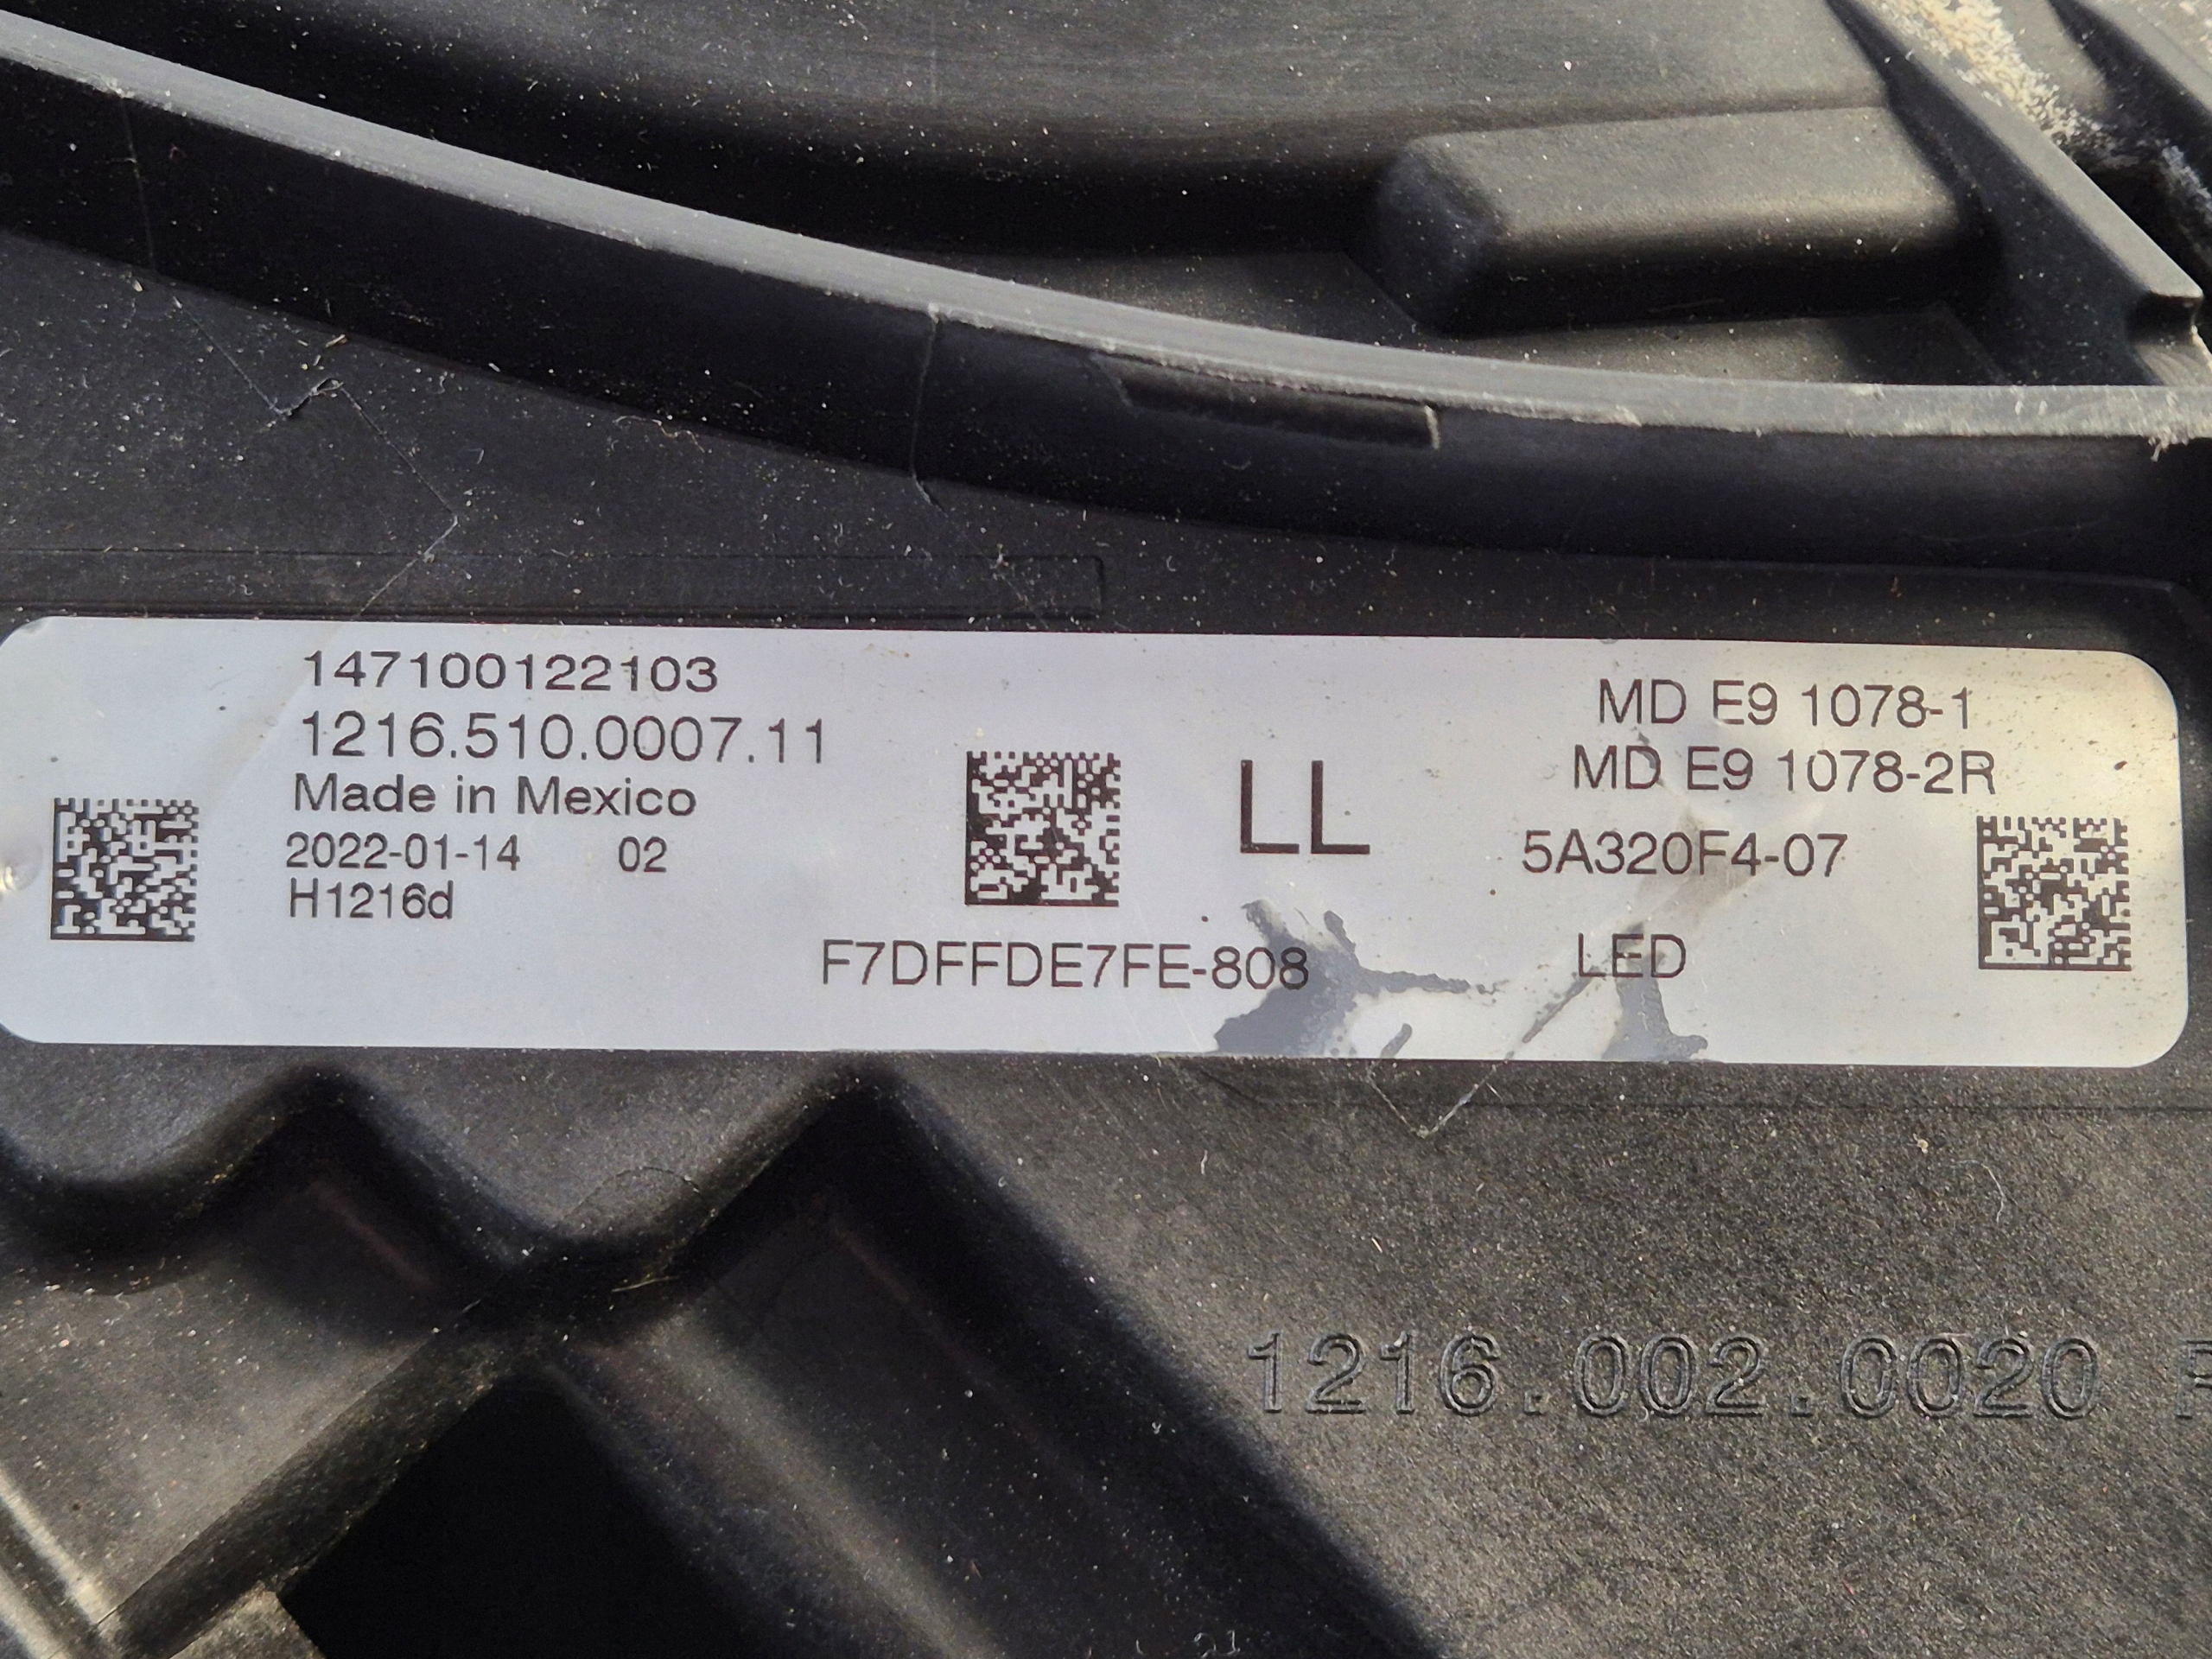 147100122103
1216.510.0007.11
Made in Mexico
2022-01-14 02
H1216d
F7DFFDE7FE-808
LL
MD E9 1078-1
MD E9 1078-2R
5A320F4-07
LED
1216.002.0020
21